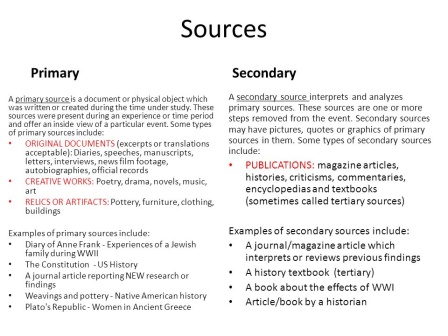 Sources
Primary
A primary source is a document or physical object which
was written or created during the time under study. These
sources were present during an experience or time period
and offer an inside view of a particular event. Some types
of primary sources include:
• ORIGINAL DOCUMENTS (excerpts or translations
acceptable): Diaries, speeches, manuscripts,
letters, interviews, news film footage,
autobiographies, official records
• CREATIVE WORKS: Poetry, drama, novels, music,
art
• RELICS OR ARTIFACTS: Pottery, furniture, clothing,
buildings
Examples of primary sources include:
• Diary of Anne Frank - Experiences of a Jewish
family during WWII
• The Constitution - US History
• A journal article reporting NEW research or
findings
• Weavings and pottery - Native American history
• Plato's Republic - Women in Ancient Greece
Secondary
A secondary source interprets and analyzes
primary sources. These sources are one or more
steps removed from the event. Secondary sources
may have pictures, quotes or graphics of primary
sources in them. Some types of secondary sources
include:
• PUBLICATIONS: magazine articles,
histories, criticisms, commentaries,
encyclopedias and textbooks
(sometimes called tertiary sources)
Examples of secondary sources include:
• A journal/magazine article which
interprets or reviews previous findings
• A history textbook (tertiary)
• A book about the effects of WWI
• Article/book by a historian